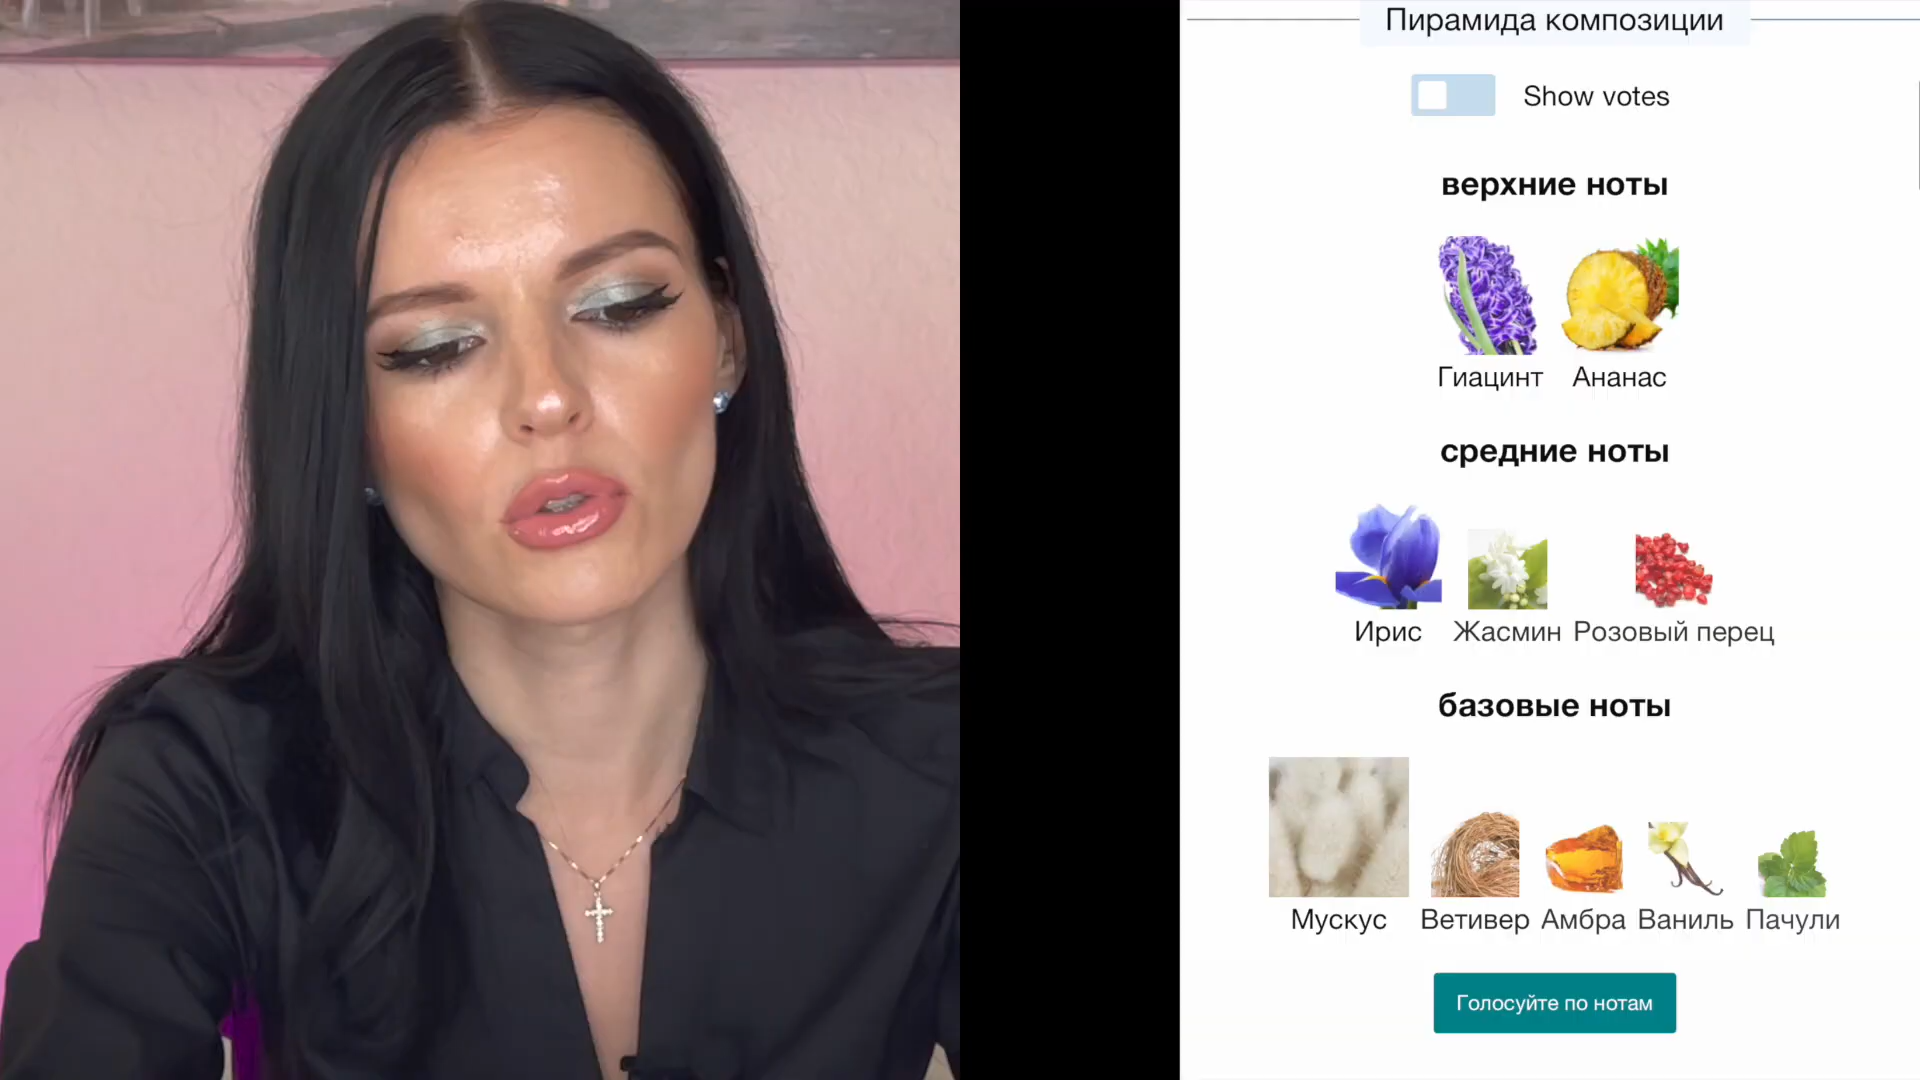 Пирамида композиции
Show votes
верхние ноты
Гиацинт Ананас
средние ноты
Ирис Жасмин Розовый перец
базовые ноты
Мускус Ветивер Амбра Ваниль Пачули
Голосуйте по нотам